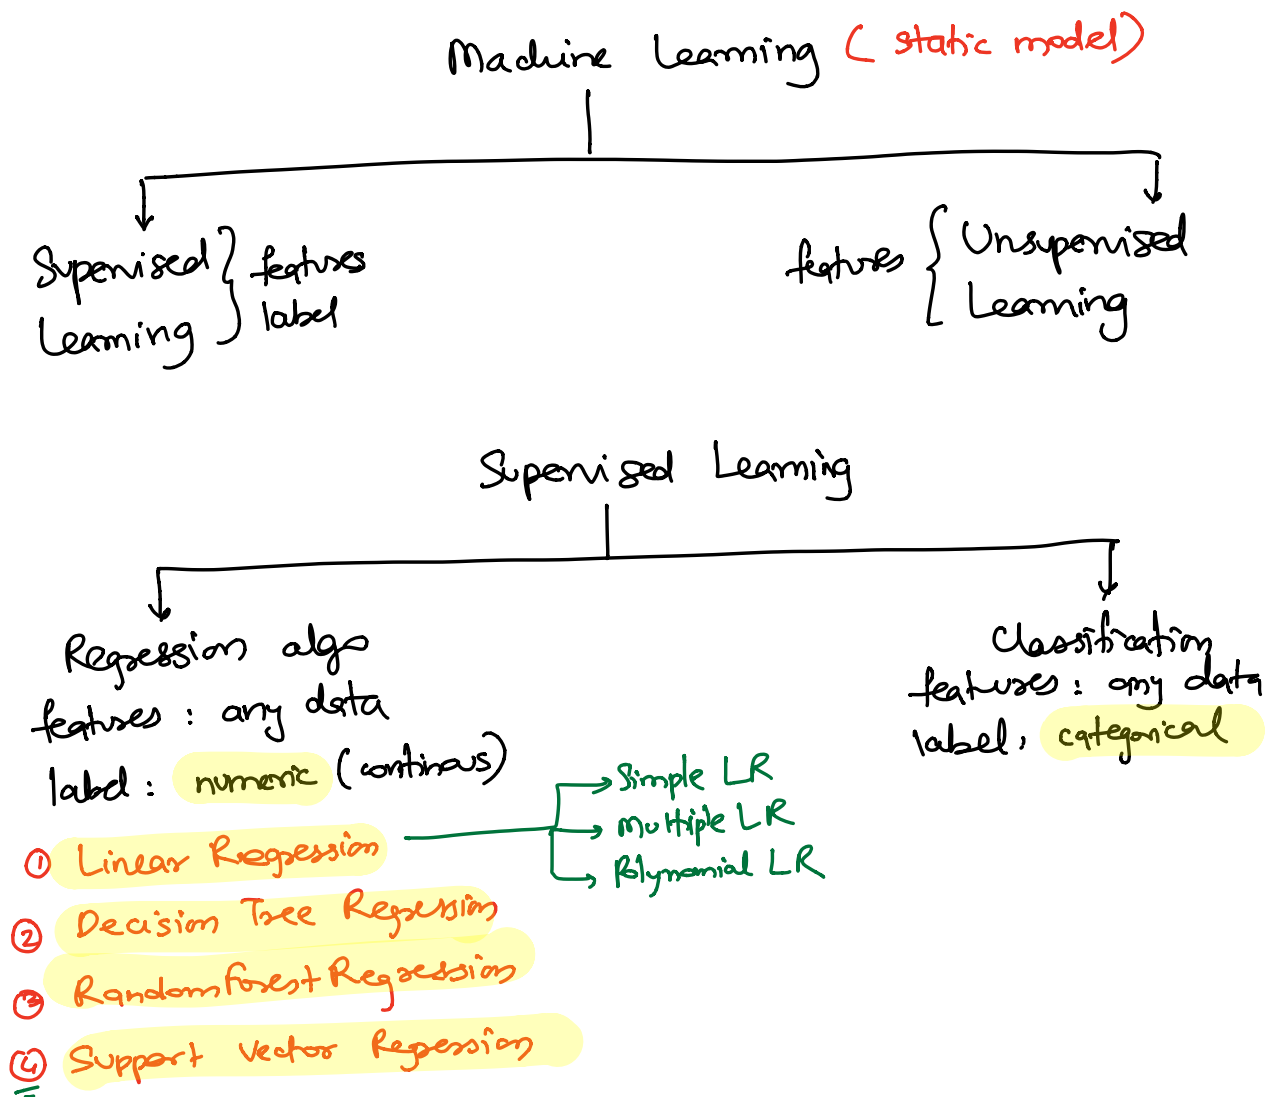 Machine Learning (static model)
Supervised } features
Learning label
features { Unsupervised
Learning
Supervised Learning
Regression algo
features : any data
label : numeric (continous)
Classification
features : any data
label, categorical
① Linear Regression
Simple LR
Multiple LR
Polynomial LR
② Decision Tree Regression
③ Random Forest Regression
④ Support Vector Regression